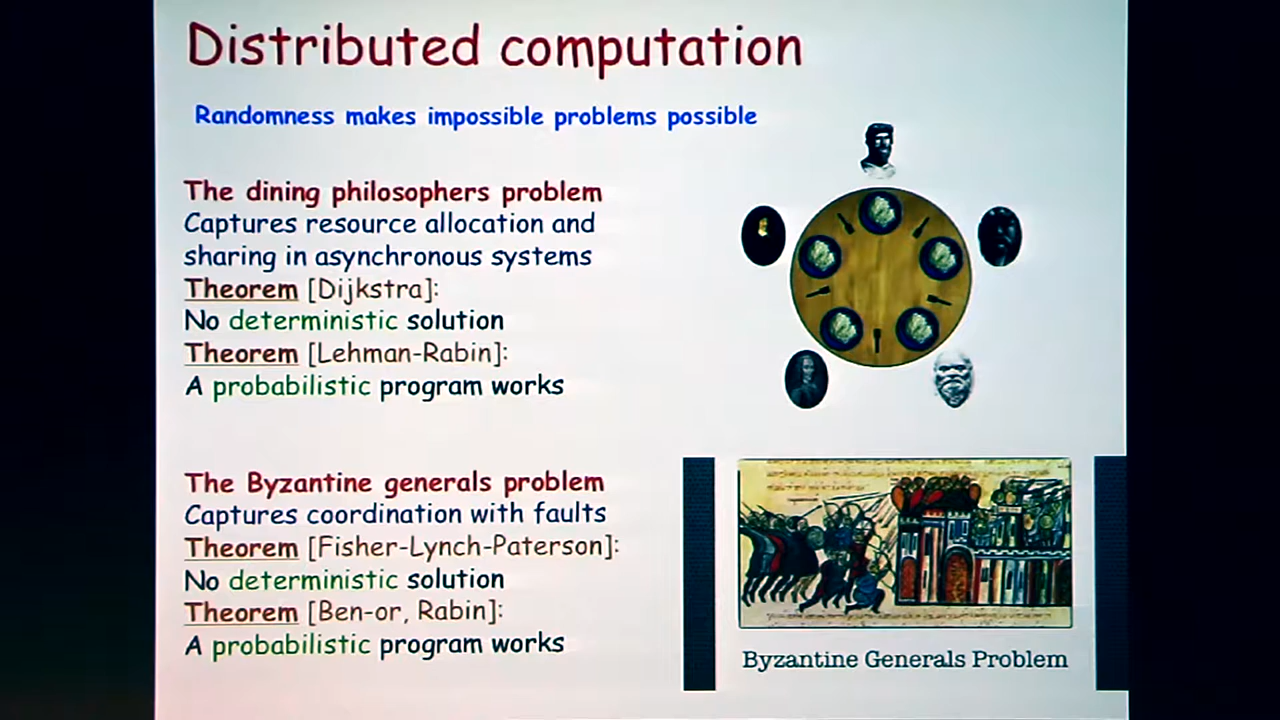 Distributed computation
Randomness makes impossible problems possible
The dining philosophers problem
Captures resource allocation and
sharing in asynchronous systems
Theorem [Dijkstra]:
No deterministic solution
Theorem [Lehman-Rabin]:
A probabilistic program works
The Byzantine generals problem
Captures coordination with faults
Theorem [Fisher-Lynch-Paterson]:
No deterministic solution
Theorem [Ben-or, Rabin]:
A probabilistic program works
Byzantine Generals Problem